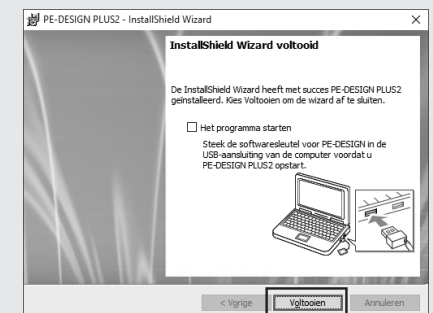 PE-DESIGN PLUS2 - InstallShield Wizard
InstallShield Wizard voltooid
De InstallShield Wizard heeft met succes PE-DESIGN PLUS2
geïnstalleerd. Kies Voltooien om de wizard af te sluiten.
Het programma starten
Steek de softwaresleutel voor PE-DESIGN in de
USB-aansluiting van de computer voordat u
PE-DESIGN PLUS2 opstart.
< Vorige
Voltooien
Annuleren